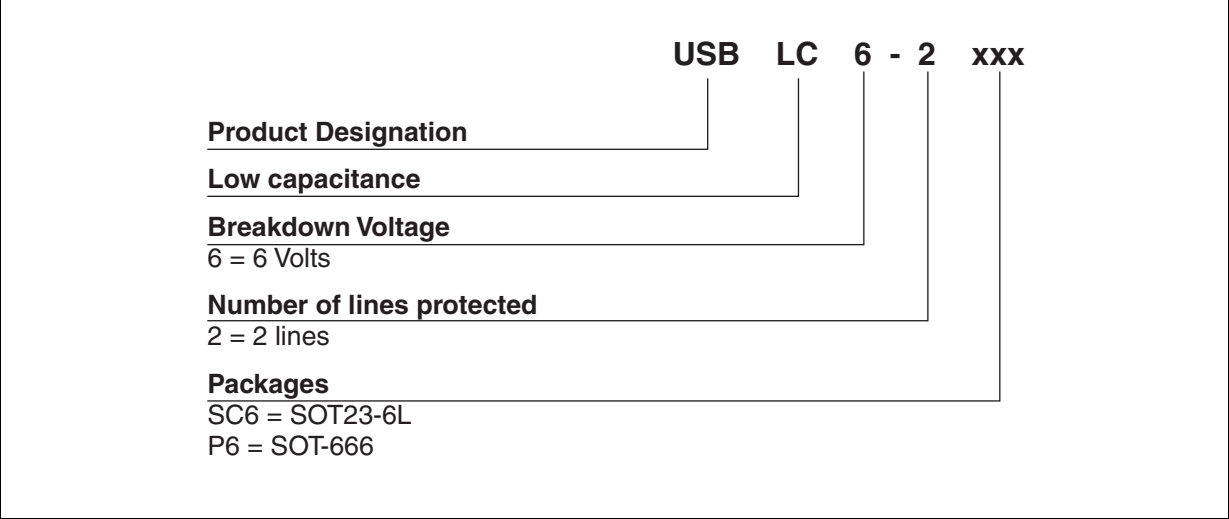 USB LC 6 - 2 xxx
Product Designation
Low capacitance
Breakdown Voltage
6 = 6 Volts
Number of lines protected
2 = 2 lines
Packages
SC6 = SOT23-6L
P6 = SOT-666